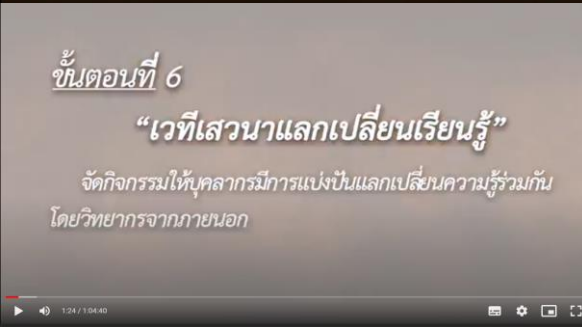 ขั้นตอนที่ 6
“เวทีเสวนาแลกเปลี่ยนเรียนรู้”
จัดกิจกรรมให้บุคลากรมีการแบ่งปันแลกเปลี่ยนความรู้ร่วมกัน
โดยวิทยากรจากภายนอก
1:24 / 1:04:40